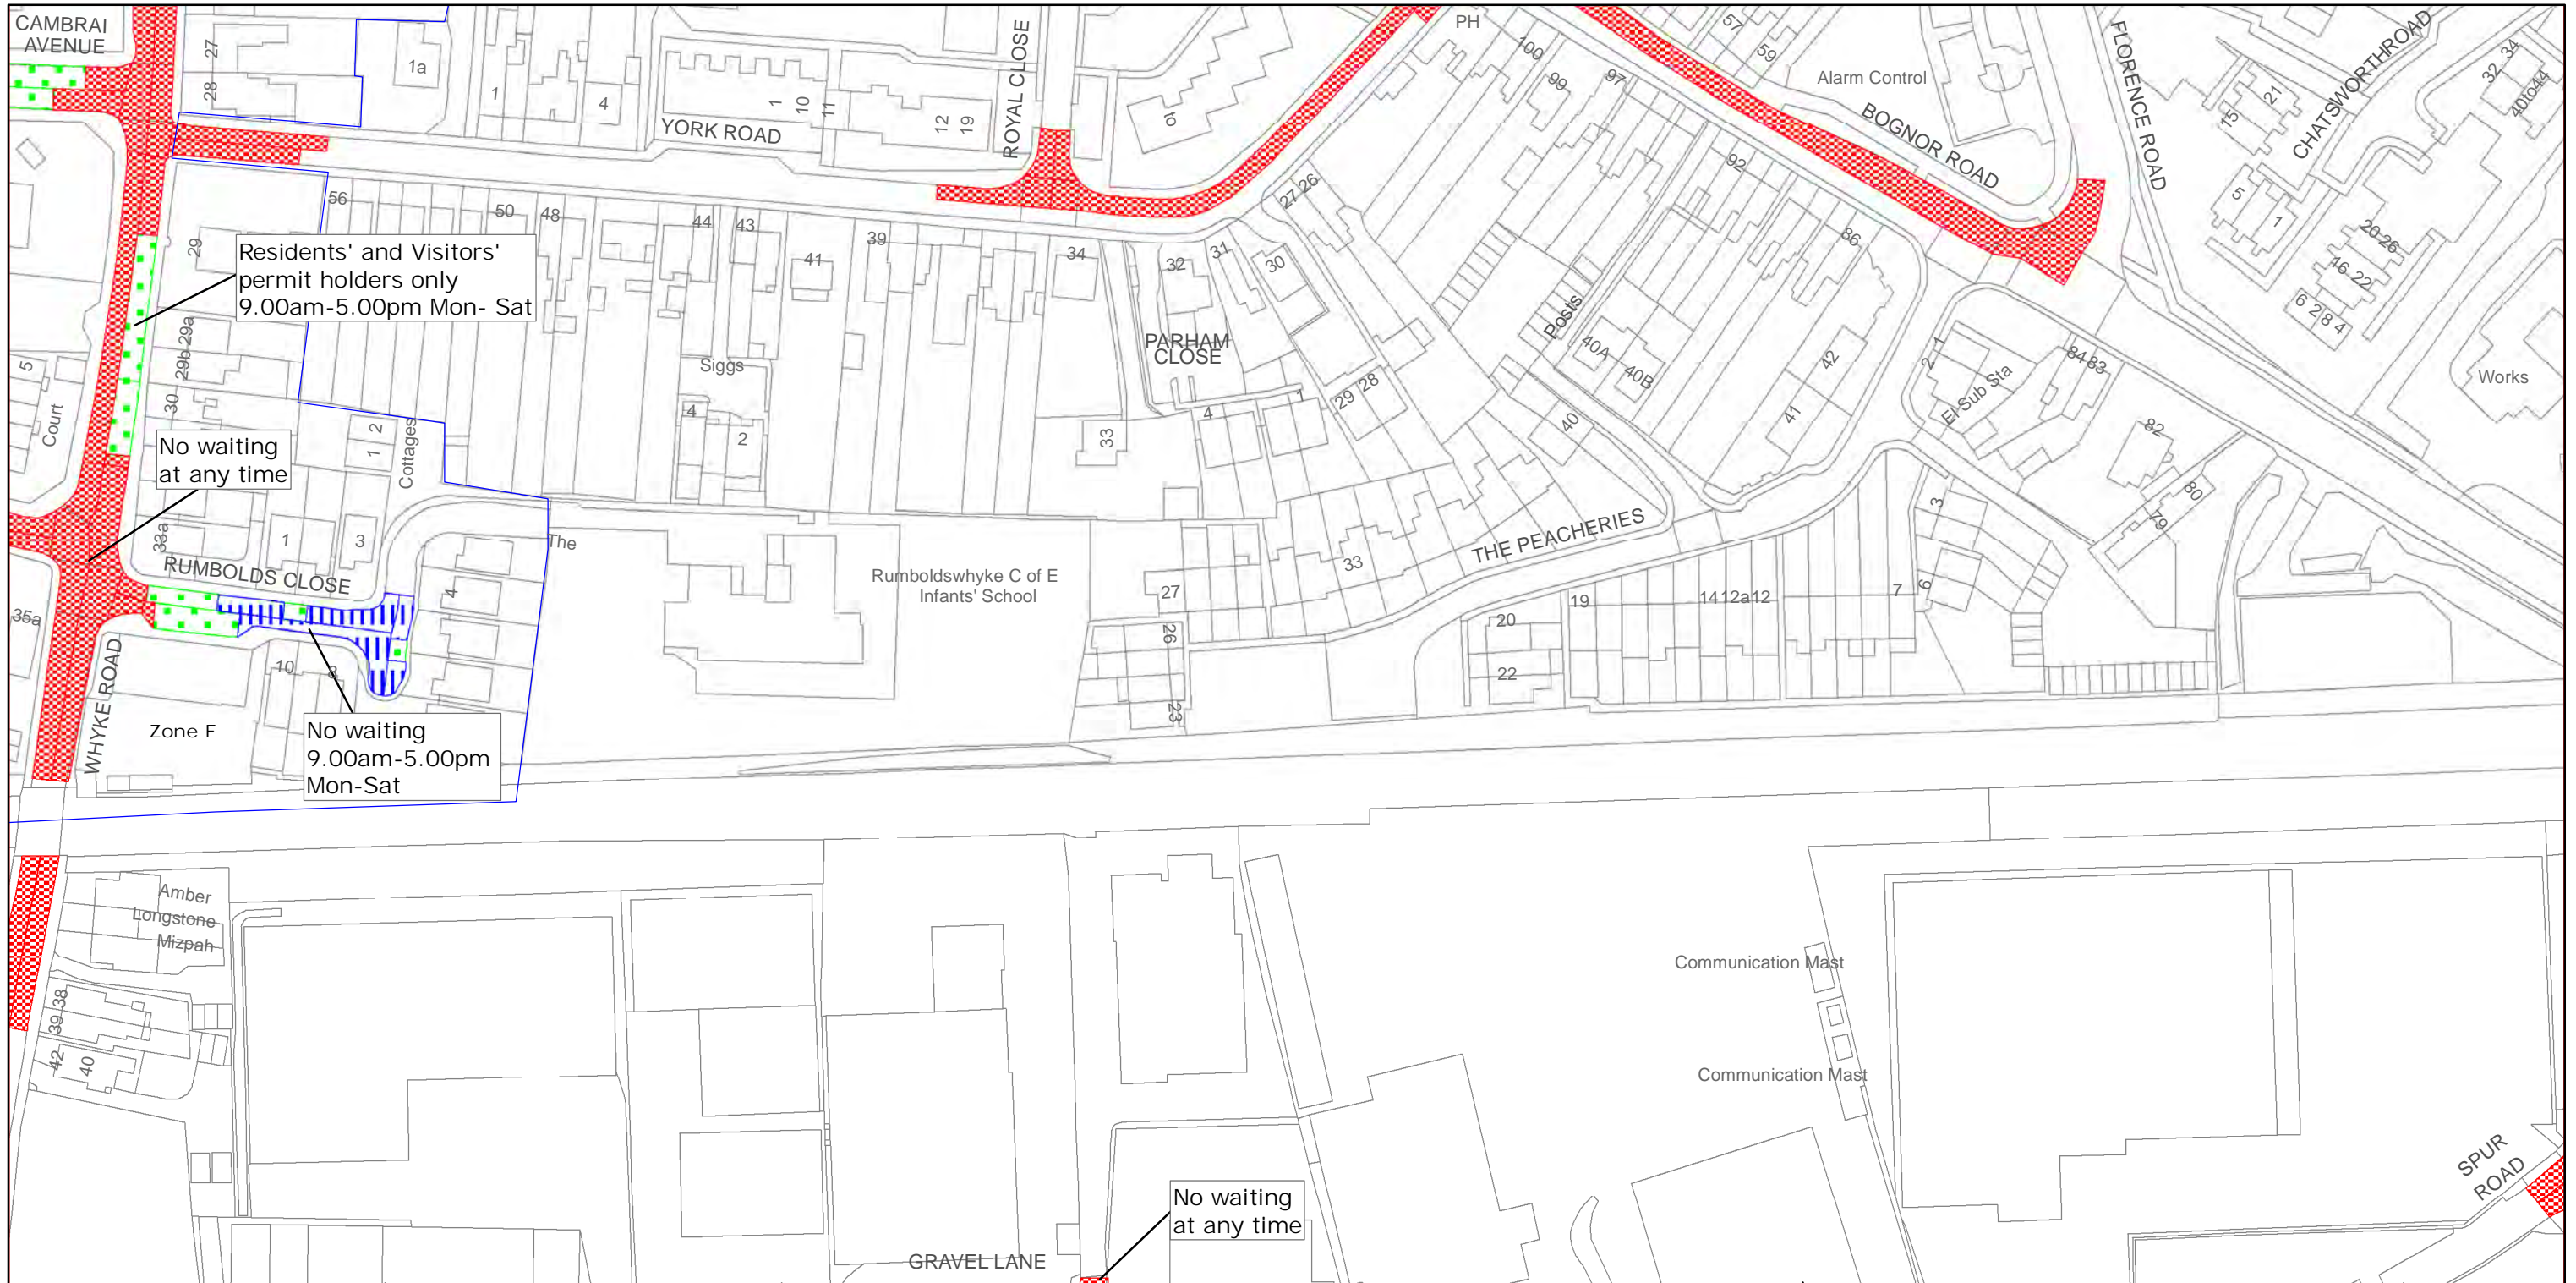 CAMBRAI
AVENUE
27
28
1a
1
4
YORK ROAD
1
10
11
12
19
ROYAL CLOSE
to
PH
100
99
97
57
59
Alarm Control
BOGNOR ROAD
FLORENCE ROAD
CHATSWORTHROAD
15
21
32
34
40to44
5
1
20
26
16
22
6 2 8 4
Works
92
86
29
56
50
48
44
43
41
39
34
32
31
30
27
26
Residents' and Visitors'
permit holders only
9.00am-5.00pm Mon- Sat
29b 29a
30
5
Court
No waiting
at any time
2
1
Cottages
Siggs
4
2
33
PARHAM
CLOSE
4
1
29
28
Posts
40A
40B
40
42
41
2
1
El Sub Sta
84
83
82
80
79
33a
1
3
RUMBOLDS CLOSE
The
4
Rumboldswhyke C of E
Infants' School
27
26
23
33
THE PEACHERIES
20
22
19
14
12a
12
7
6
3
35a
WHYKE ROAD
10
8
Zone F
No waiting
9.00am-5.00pm
Mon-Sat
Amber
Longstone
Mizpah
38
39
42
40
Communication Mast
Communication Mast
SPUR
ROAD
No waiting
at any time
GRAVEL LANE